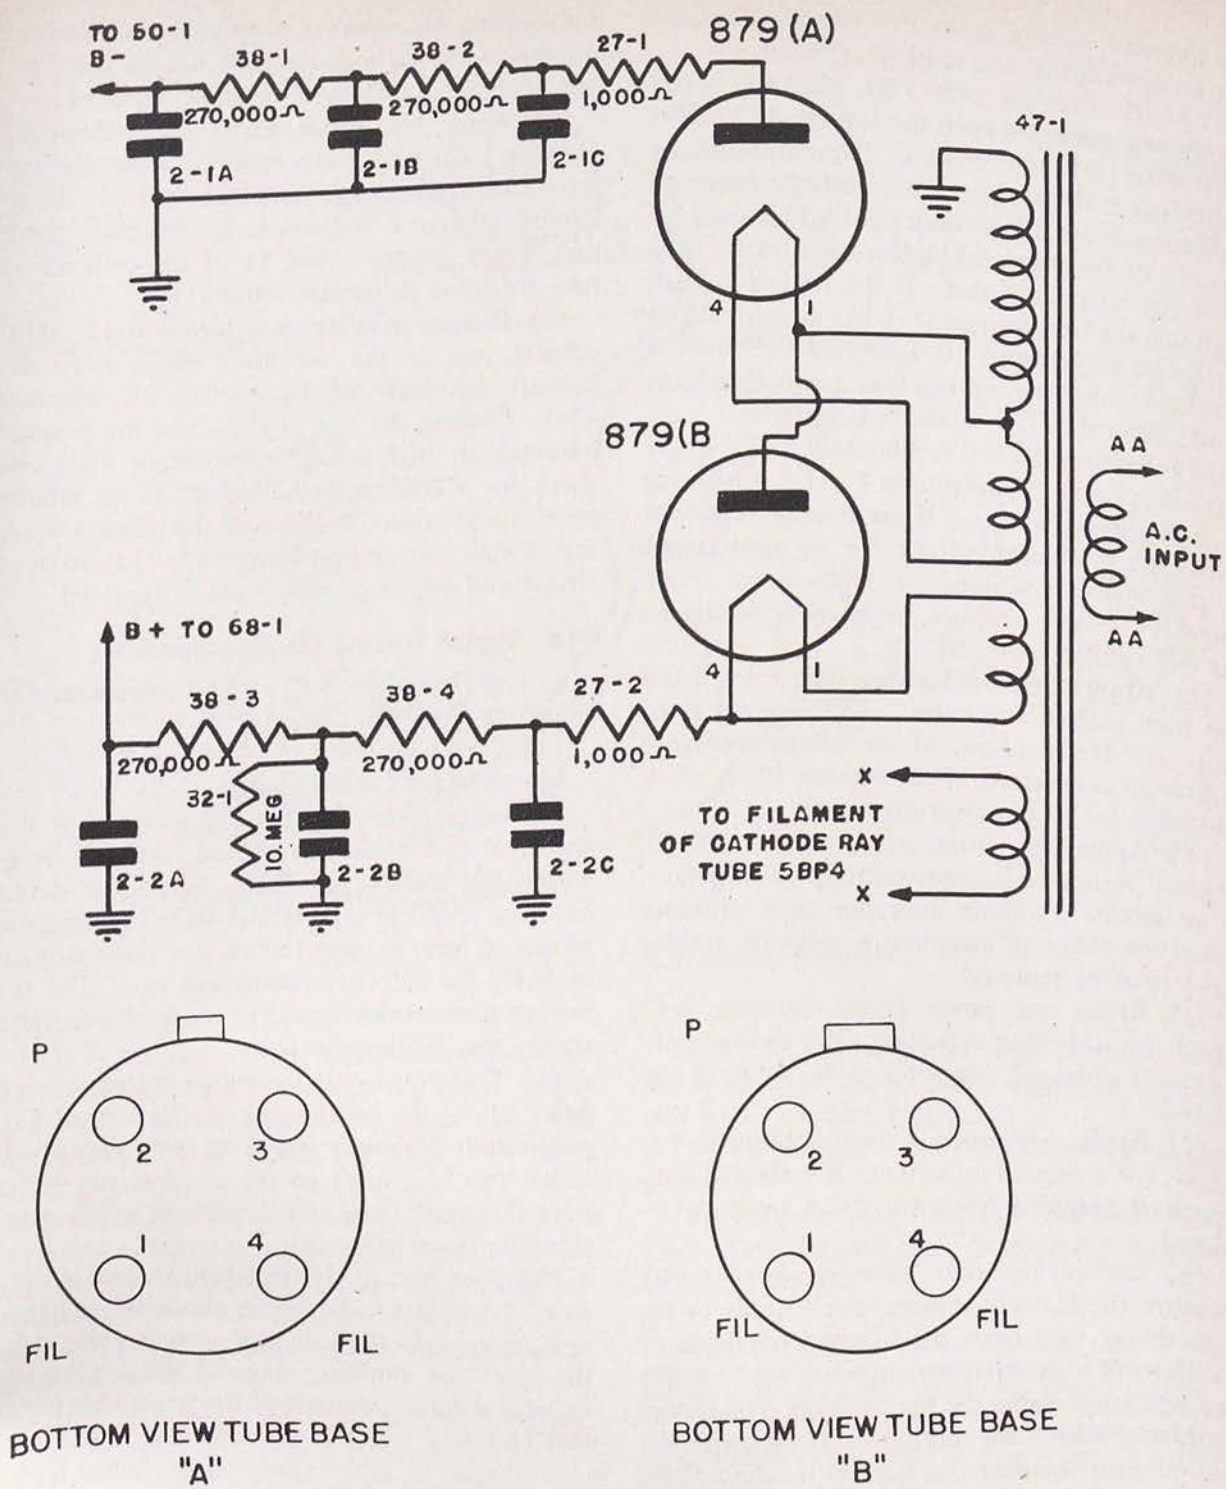 TO 50-1
B-
38-1
270,000Ω
38-2
270,000Ω
27-1
1,000Ω
879 (A)
2-1A
2-1B
2-1C
47-1
4
1
879(B
4
1
AA
A.C.
INPUT
AA
B + TO 68-1
38-3
270,000Ω
38-4
270,000Ω
27-2
1,000Ω
32-1
10. MEG
2-2A
2-2B
2-2C
X
TO FILAMENT
OF CATHODE RAY
TUBE 5BP4
X
P
2
3
1
4
FIL
FIL
BOTTOM VIEW TUBE BASE
"A"
P
2
3
1
4
FIL
FIL
BOTTOM VIEW TUBE BASE
"B"